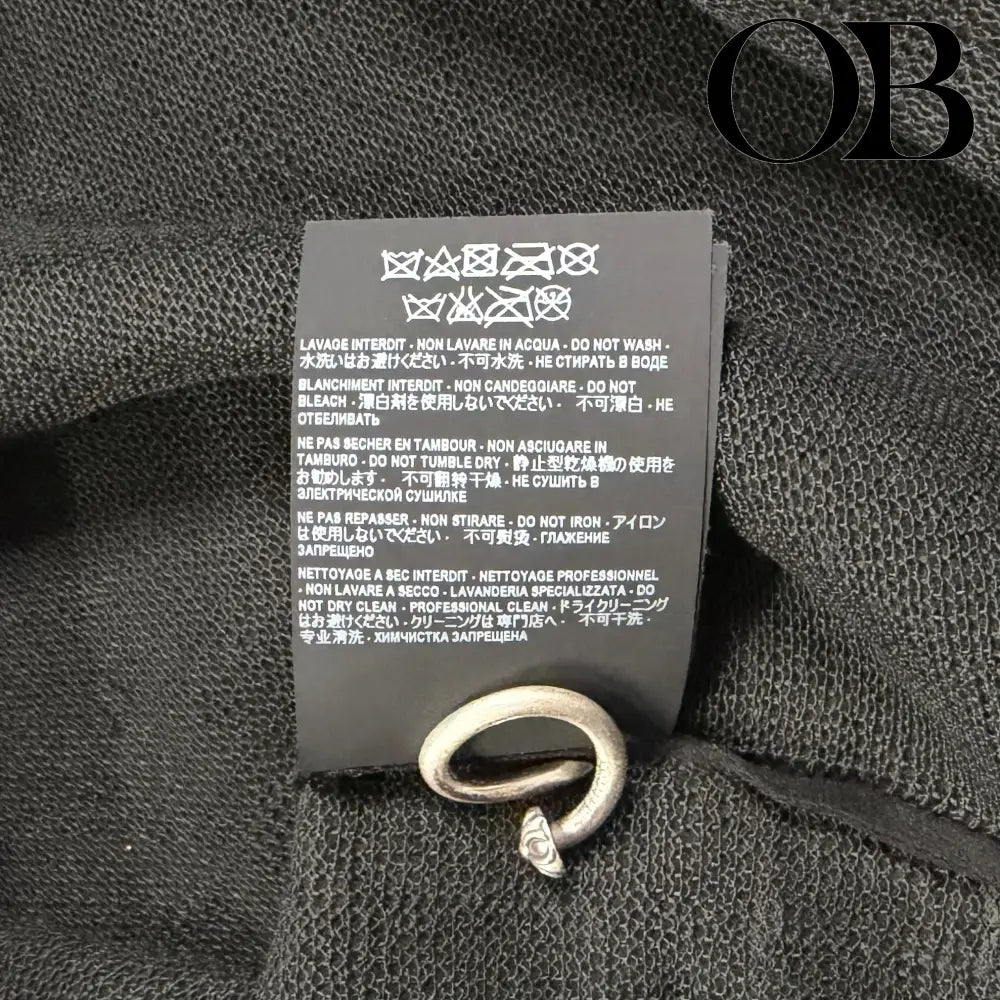 OB
LAVAGE INTERDIT - NON LAVARE IN ACQUA - DO NOT WASH -
水洗いはお避けください - 不可水洗 - НЕ СТИРАТЬ В ВОДЕ
BLANCHIMENT INTERDIT - NON CANDEGGIARE - DO NOT
BLEACH - 漂白剤を使用しないでください - 不可漂白 - НЕ
ОТБЕЛИВАТЬ
NE PAS SECHER EN TAMBOUR - NON ASCIUGARE IN
TAMBURO - DO NOT TUMBLE DRY - 静止型乾燥機の使用を
お勧めします - 不可翻转干燥 - НЕ СУШИТЬ В
ЭЛЕКТРИЧЕСКОЙ СУШИЛКЕ
NE PAS REPASSER - NON STIRARE - DO NOT IRON - アイロン
は使用しないでください - 不可熨烫 - ГЛАЖЕНИЕ
ЗАПРЕЩЕНО
NETTOYAGE A SEC INTERDIT - NETTOYAGE PROFESSIONNEL
- NON LAVARE A SECCO - LAVANDERIA SPECIALIZZATA - DO
NOT DRY CLEAN - PROFESSIONAL CLEAN - ドライクリーニング
はお避けください - クリーニングは専門店へ - 不可干洗 -
专业清洗 - ХИМЧИСТКА ЗАПРЕЩЕНА